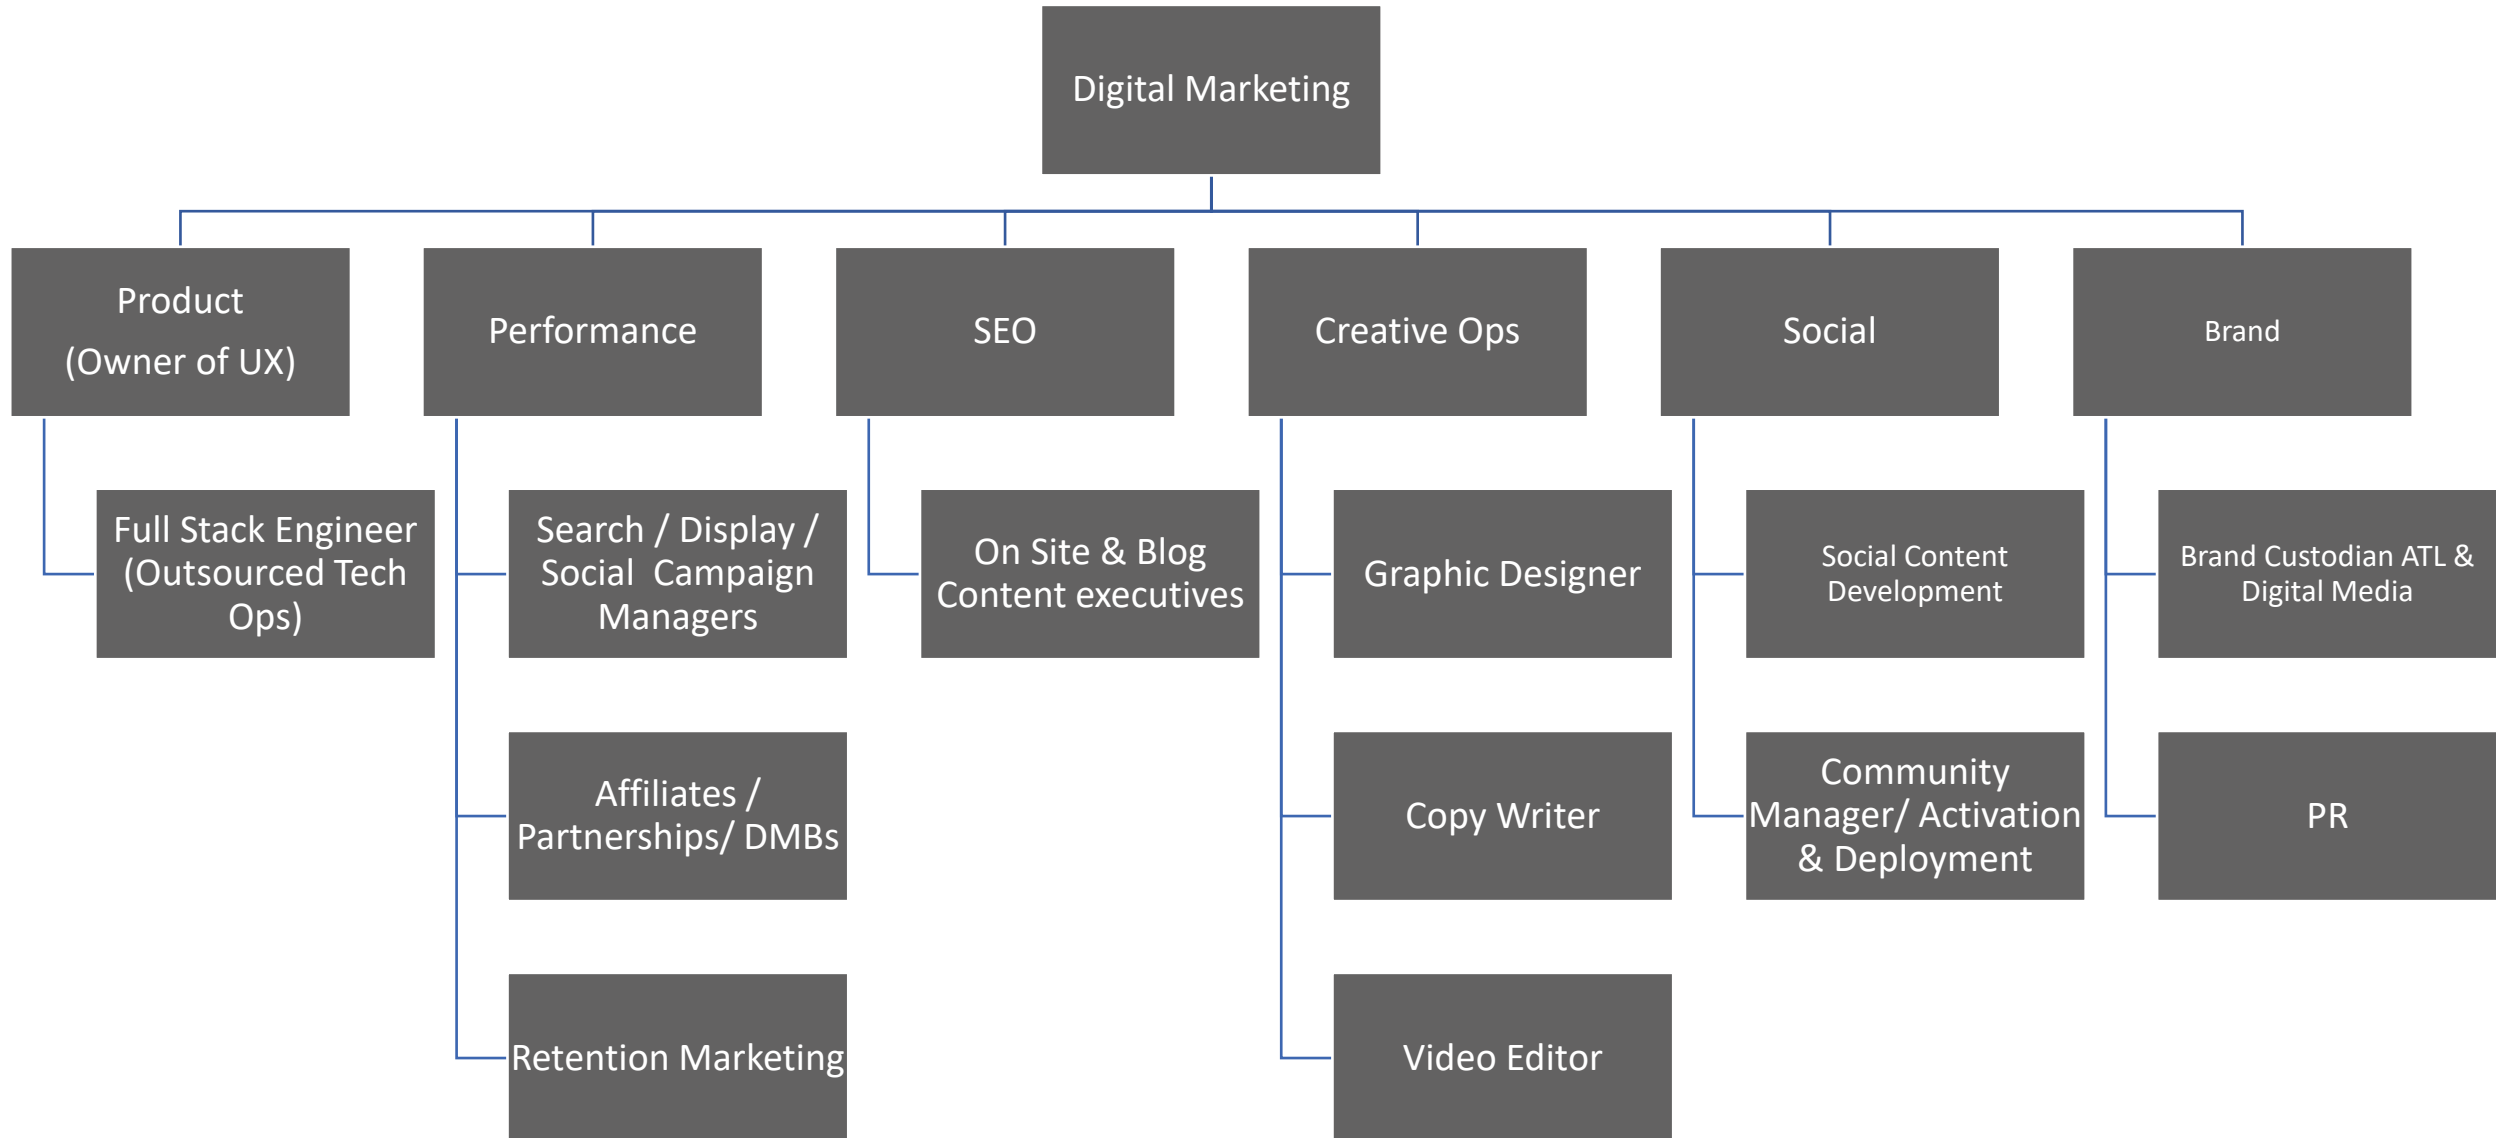 Digital Marketing
Product
(Owner of UX)
Performance
SEO
Creative Ops
Social
Brand
Full Stack Engineer
(Outsourced Tech
Ops)
Search / Display /
Social  Campaign
Managers
On Site & Blog
Content executives
Graphic Designer
Social Content
Development
Brand Custodian ATL &
Digital Media
Affiliates /
Partnerships/ DMBs
Copy Writer
Community
Manager/ Activation
& Deployment
PR
Retention Marketing
Video Editor